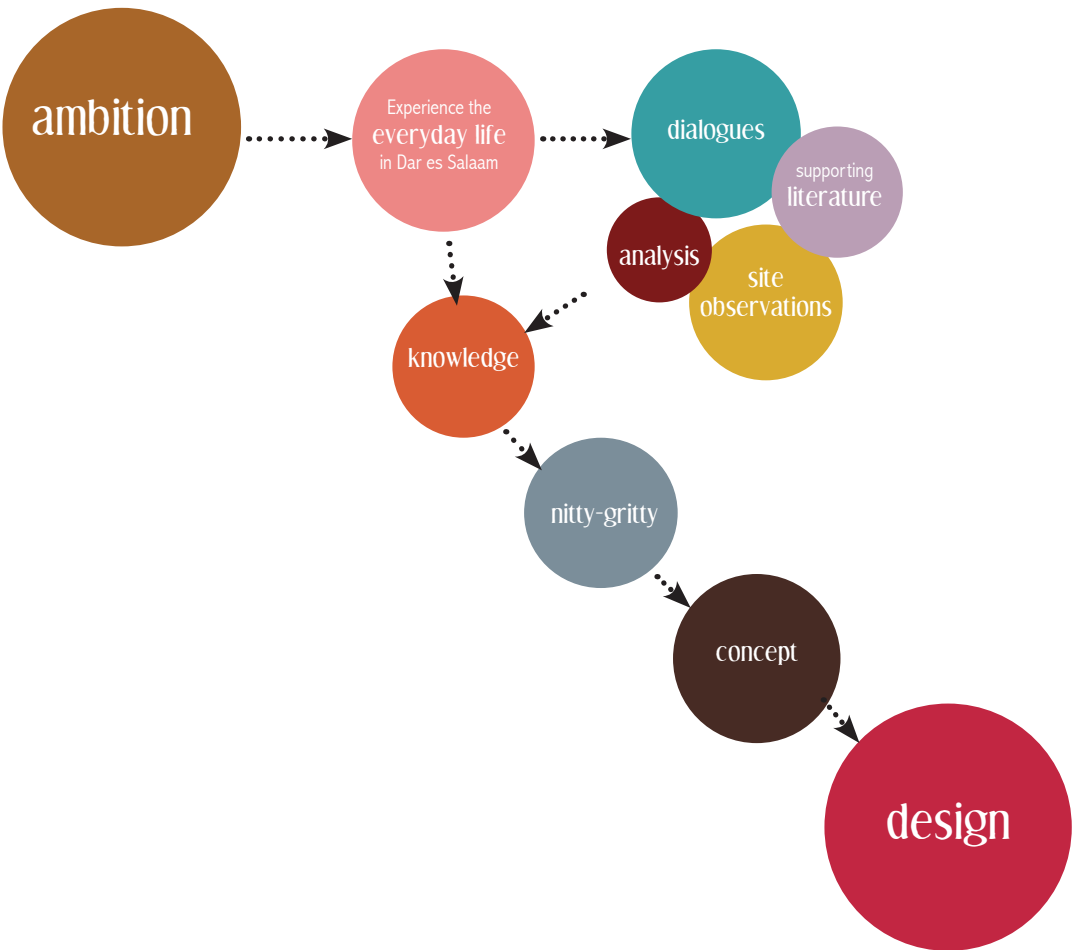 ambition
Experience the
everyday life
in Dar es Salaam
dialogues
supporting
literature
analysis
site
observations
knowledge
nitty-gritty
concept
design